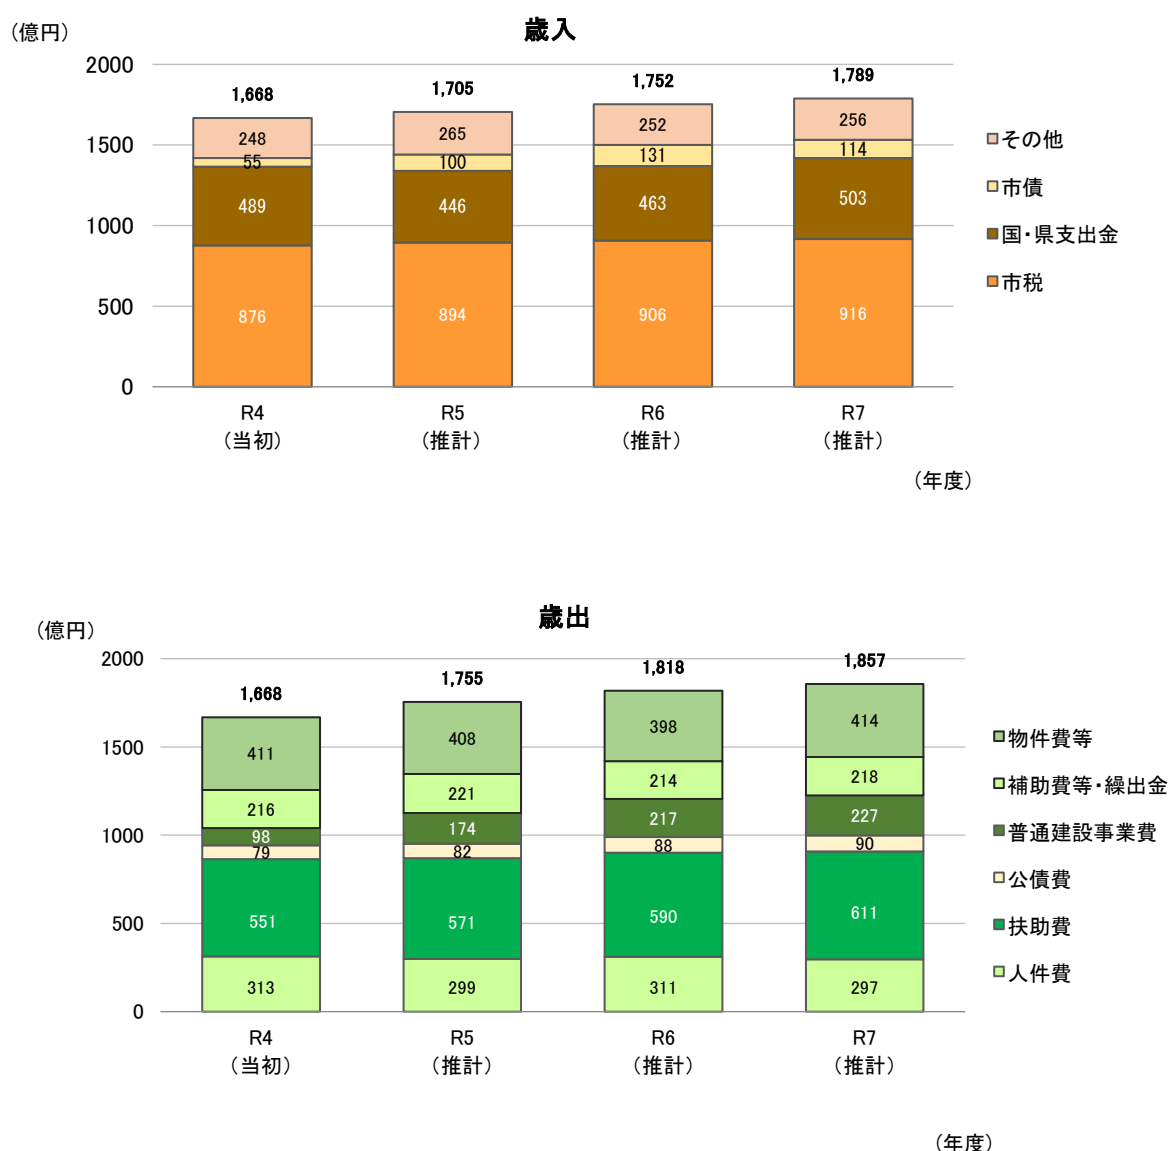 歳入
（億円）
2000
1500
1000
500
0
1,668
1,705
1,752
1,789
248
265
252
256
55
100
131
114
489
446
463
503
876
894
906
916
R4
（当初）
R5
（推計）
R6
（推計）
R7
（推計）
（年度）
その他
市債
国・県支出金
市税
歳出
（億円）
2000
1500
1000
500
0
1,668
1,755
1,818
1,857
411
408
398
414
216
221
214
218
98
174
217
227
79
82
88
90
551
571
590
611
313
299
311
297
R4
（当初）
R5
（推計）
R6
（推計）
R7
（推計）
（年度）
物件費等
補助費等・繰出金
普通建設事業費
公債費
扶助費
人件費